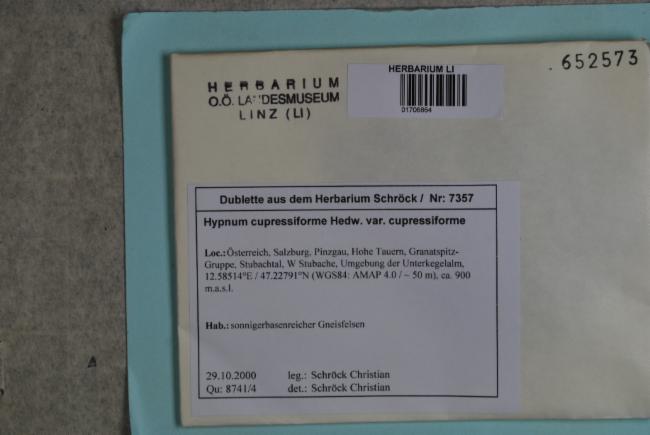 HERBARIUM
O.Ö. LANDESMUSEUM
LINZ (LI)
HERBARIUM LI
01706864
652573
Dublette aus dem Herbarium Schröck / Nr: 7357
Hypnum cupressiforme Hedw. var. cupressiforme
Loc.: Österreich, Salzburg, Pinzgau, Hohe Tauern, Granatspitz-
Gruppe, Stubachtal, W Stubache, Umgebung der Unterkegelalm,
12.58514°E / 47.22791°N (WGS84: AMAP 4.0 / ~ 50 m), ca. 900
m.a.s.l.
Hab.: sonnigerbasenreicher Gneisfelsen
29.10.2000 leg.: Schröck Christian
Qu: 8741/4 det.: Schröck Christian